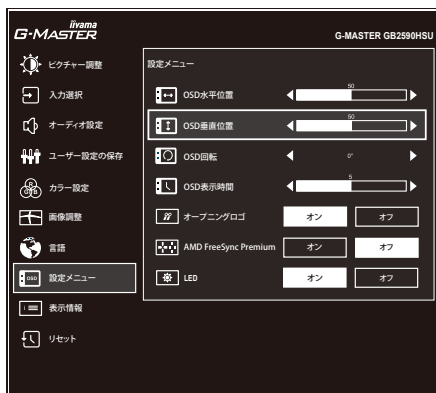 iiyama
G-MASTER
G-MASTER GB2590HSU
ピクチャー調整
入力選択
オーディオ設定
ユーザー設定の保存
カラー設定
画像調整
言語
OSD 設定メニュー
表示情報
リセット
設定メニュー
OSD水平位置 50
OSD垂直位置 50
OSD回転 0°
OSD表示時間 5
オープニングロゴ オン オフ
AMD FreeSync Premium オン オフ
LED オン オフ